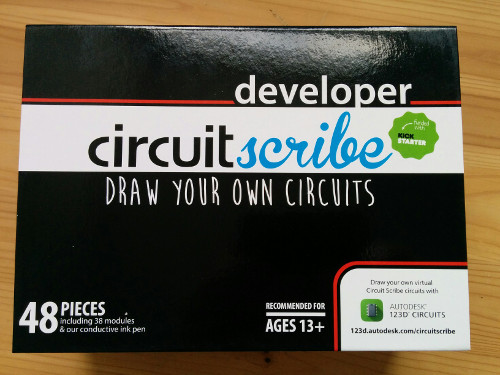 developer
circuitscribe
funded with
KICK
STARTER
DRAW YOUR OWN CIRCUITS
48 PIECES
including 38 modules
& our conductive ink pen
RECOMMENDED FOR
AGES 13+
Draw your own virtual
Circuit Scribe circuits with
AUTODESK®
123D® CIRCUITS
123d.autodesk.com/circuitscribe